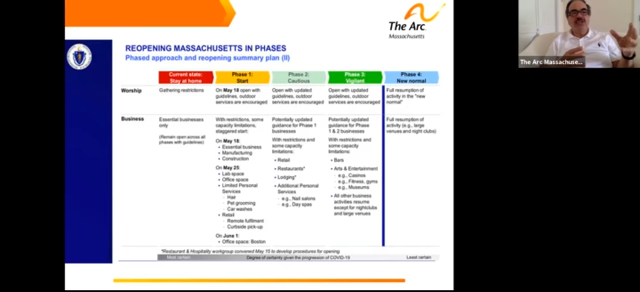 The Arc
Massachusetts
REOPENING MASSACHUSETTS IN PHASES
Phased approach and reopening summary plan (II)
Current state:
Stay at home
Phase 1:
Start
Phase 2:
Cautious
Phase 3:
Vigilant
Phase 4:
New normal
Worship
Gathering restrictions
On May 18 open with
guidelines, outdoor
services are encouraged
Open with updated
guidelines, outdoor
services are encouraged
Open with updated
guidelines, outdoor
services are encouraged
Full resumption of
activity in the "new
normal"
Business
Essential businesses
only
(Remain open across all
phases with guidelines)
With restrictions, some
capacity limitations,
staggered start:
On May 18:
• Essential business
• Manufacturing
• Construction
On May 25:
• Lab space
• Office space
• Limited Personal
Services
- Hair
- Pet grooming
- Car washes
• Retail
- Remote fulfilment
- Curbside pick-up
On June 1:
• Office space: Boston
Potentially updated
guidance for Phase 1
businesses
With restrictions and
some capacity
limitations:
• Retail
• Restaurants*
• Lodging*
• Additional Personal
Services
- e.g., Nail salons
- e.g., Day spas
Potentially updated
guidance for Phase
1 & 2 businesses
With restrictions and
some capacity
limitations:
• Bars
• Arts & Entertainment
- e.g., Casinos
- e.g., Fitness, gyms
- e.g., Museums
• All other business
activities resume
except for nightclubs
and large venues
Full resumption of
activity (e.g., large
venues and night clubs)
*Restaurant & Hospitality workgroup convened May 15 to develop procedures for opening.
More certain
Degree of certainty given the progression of COVID-19
Least certain
The Arc Massachuse...